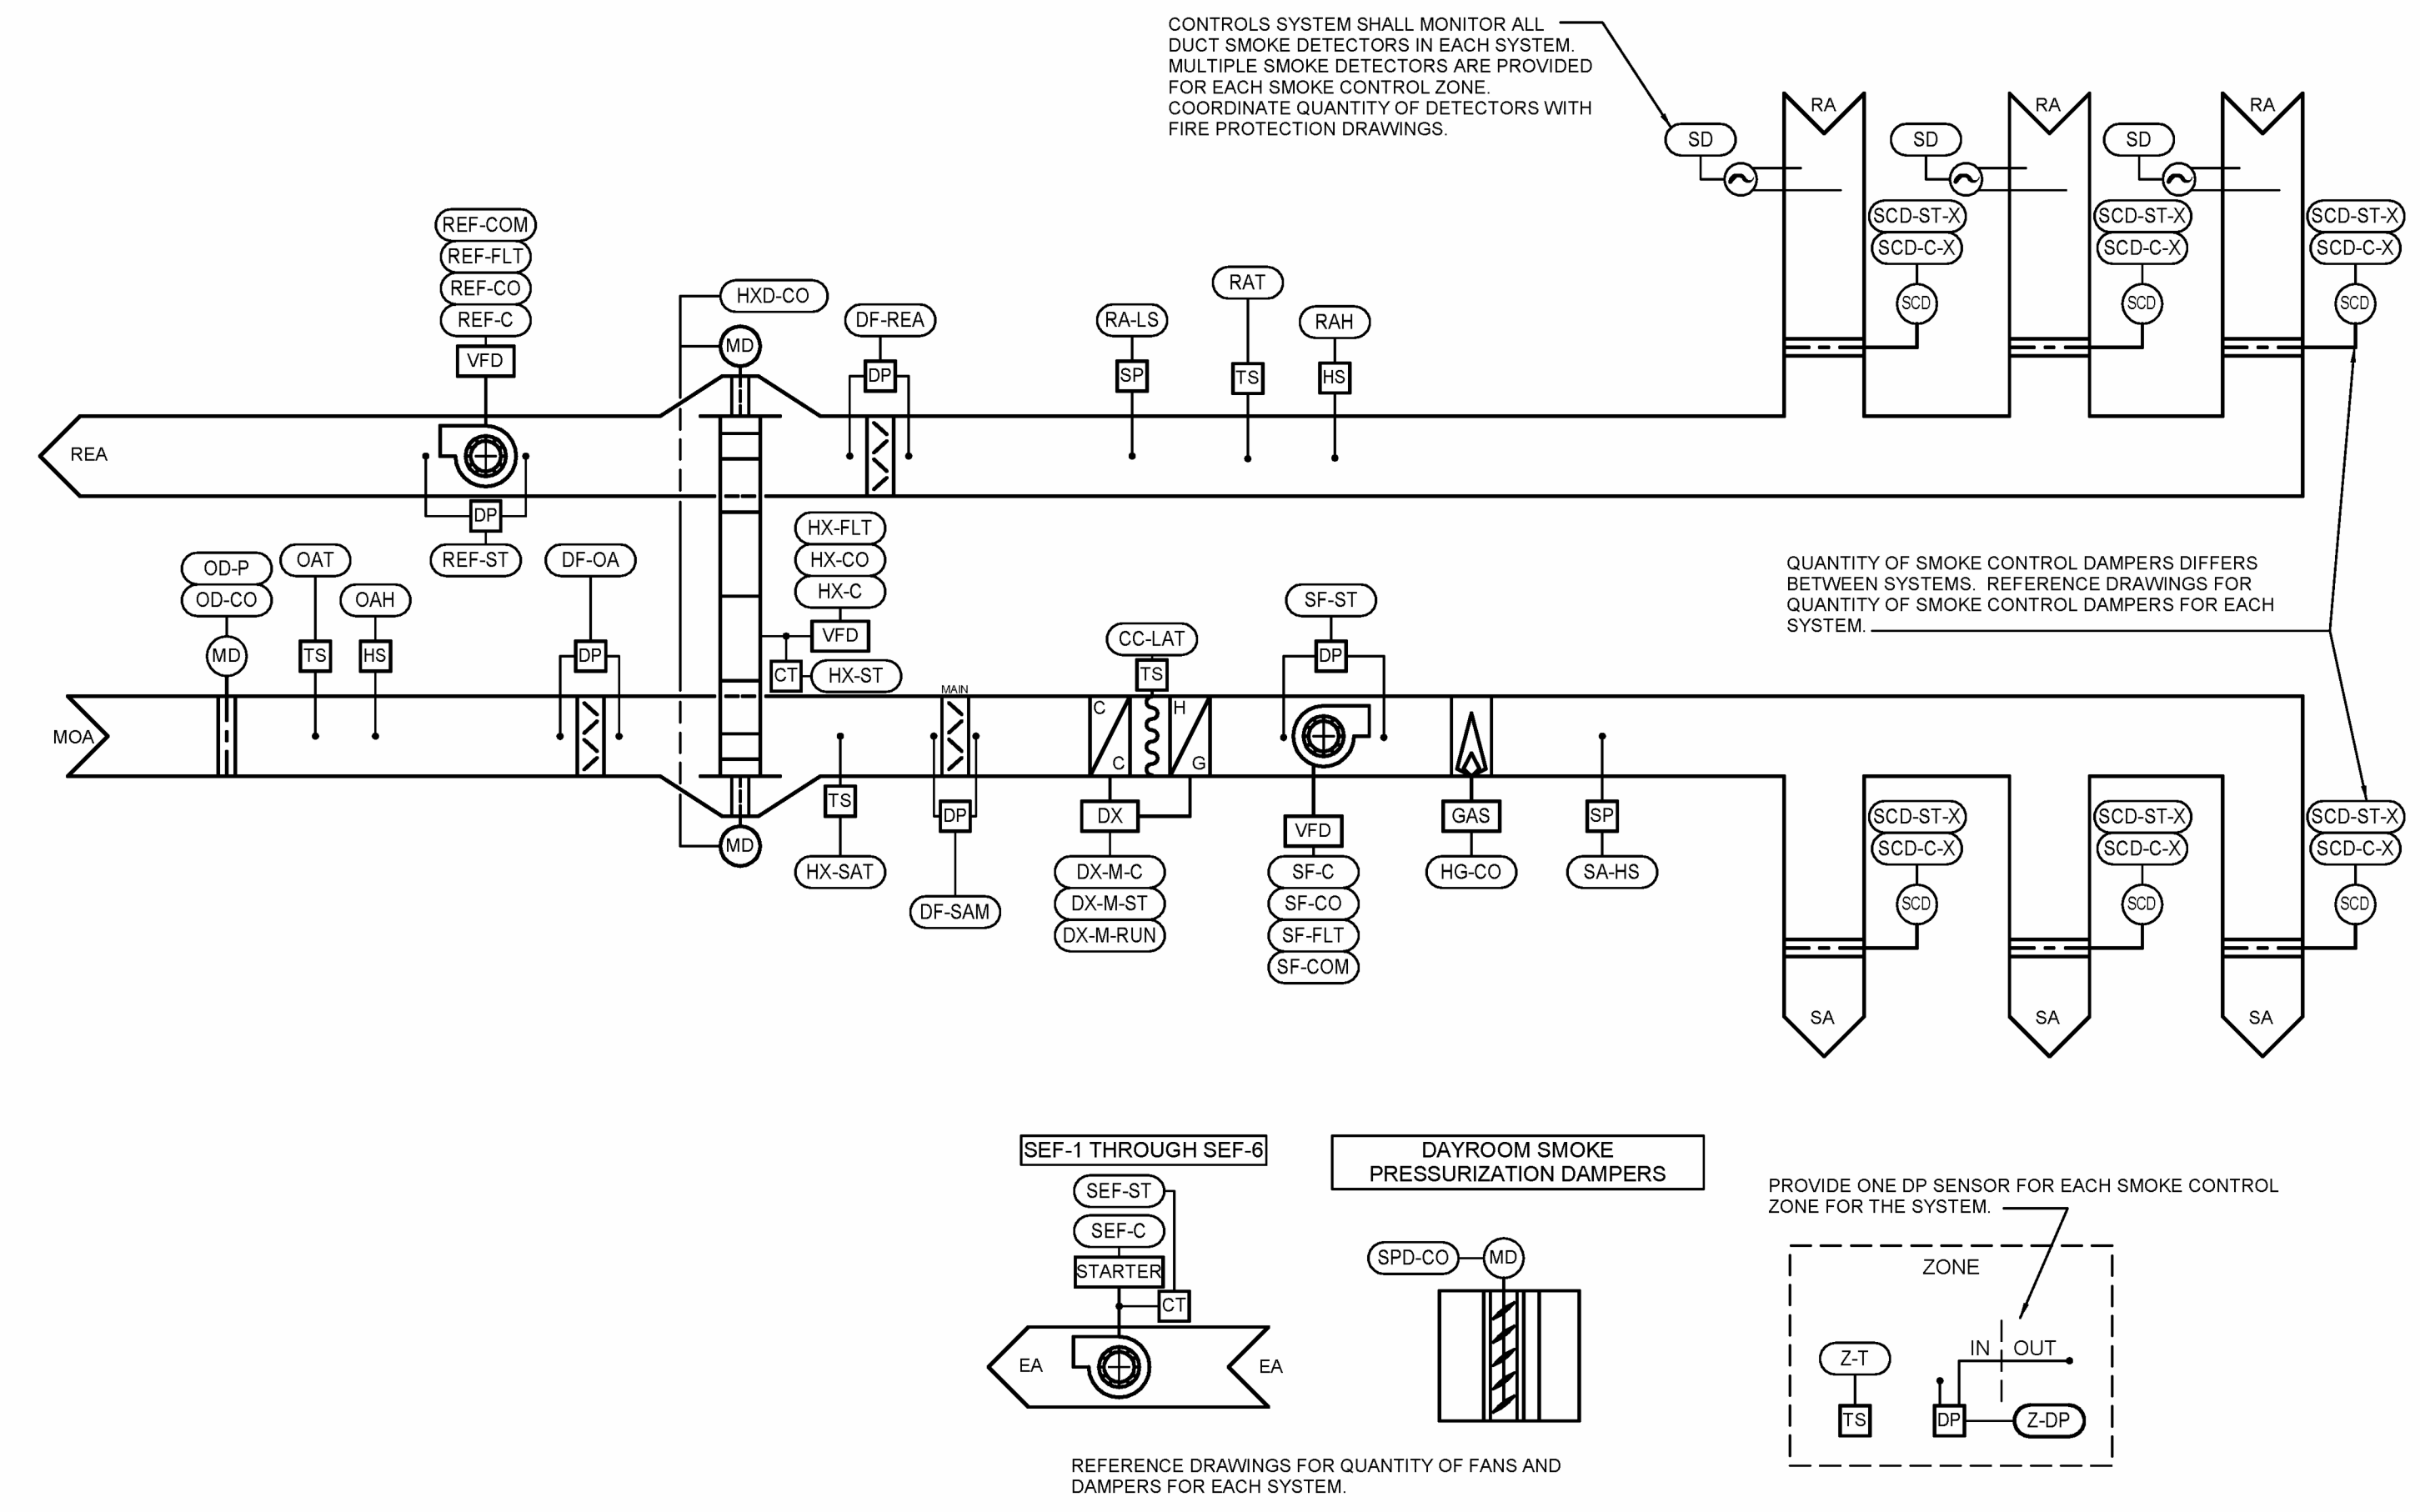 CONTROLS SYSTEM SHALL MONITOR ALL
DUCT SMOKE DETECTORS IN EACH SYSTEM.
MULTIPLE SMOKE DETECTORS ARE PROVIDED
FOR EACH SMOKE CONTROL ZONE.
COORDINATE QUANTITY OF DETECTORS WITH
FIRE PROTECTION DRAWINGS.
RA
RA
RA
SD
SD
SD
SCD-ST-X
SCD-C-X
SCD
SCD-ST-X
SCD-C-X
SCD
SCD-ST-X
SCD-C-X
SCD
REF-COM
REF-FLT
REF-CO
REF-C
VFD
HXD-CO
MD
DF-REA
DP
RA-LS
SP
RAT
TS
RAH
HS
REA
DP
REF-ST
OD-P
OD-CO
MD
OAT
TS
OAH
HS
DF-OA
DP
HX-FLT
HX-CO
HX-C
VFD
CT
HX-ST
MAIN
CC-LAT
TS
SF-ST
DP
QUANTITY OF SMOKE CONTROL DAMPERS DIFFERS
BETWEEN SYSTEMS. REFERENCE DRAWINGS FOR
QUANTITY OF SMOKE CONTROL DAMPERS FOR EACH
SYSTEM.
MOA
C
C
H
G
MD
TS
HX-SAT
DP
DF-SAM
DX
DX-M-C
DX-M-ST
DX-M-RUN
VFD
SF-C
SF-CO
SF-FLT
SF-COM
GAS
HG-CO
SP
SA-HS
SCD-ST-X
SCD-C-X
SCD
SCD-ST-X
SCD-C-X
SCD
SCD-ST-X
SCD-C-X
SCD
SA
SA
SA
SEF-1 THROUGH SEF-6
SEF-ST
SEF-C
STARTER
CT
EA
EA
DAYROOM SMOKE
PRESSURIZATION DAMPERS
SPD-CO
MD
REFERENCE DRAWINGS FOR QUANTITY OF FANS AND
DAMPERS FOR EACH SYSTEM.
PROVIDE ONE DP SENSOR FOR EACH SMOKE CONTROL
ZONE FOR THE SYSTEM.
ZONE
IN
OUT
Z-T
TS
DP
Z-DP